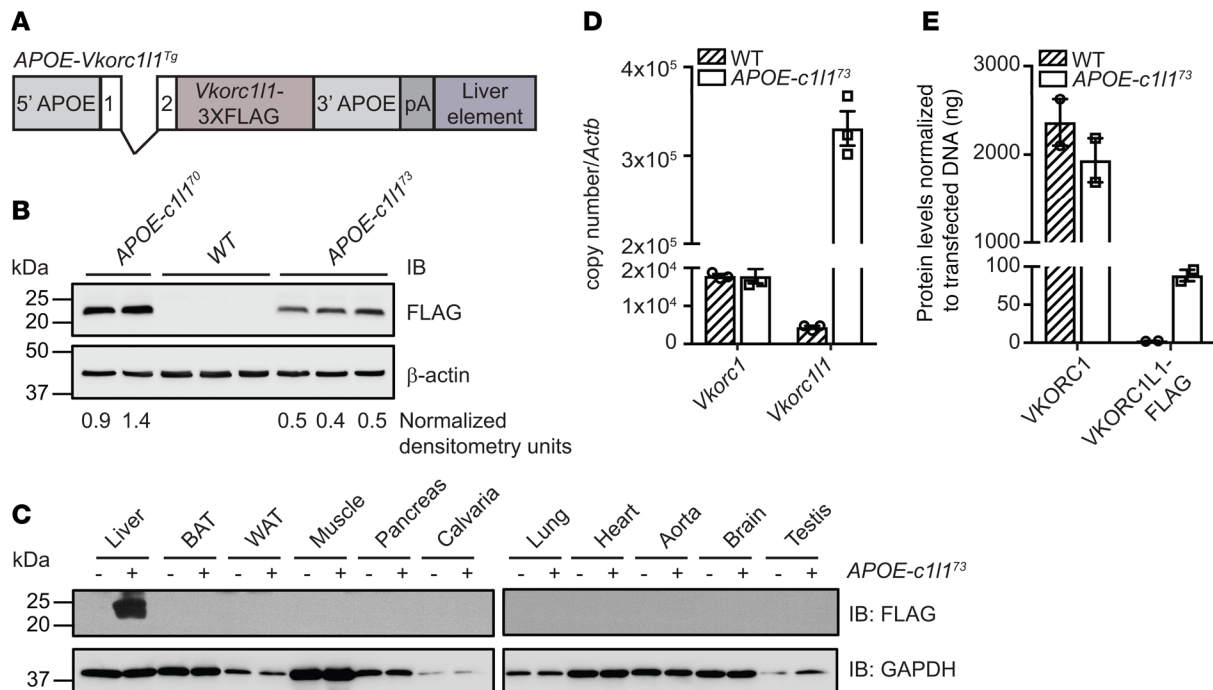 A
APOE-Vkorc1l1ᵀᵍ
5’ APOE 1 2 Vkorc1l1-
3XFLAG 3’ APOE pA Liver
element
B
APOE-c1l1⁷⁰ WT APOE-c1l1⁷³
kDa IB
25 FLAG
20
50 β-actin
37
0.9 1.4 0.5 0.4 0.5 Normalized
densitometry units
C
Liver BAT WAT Muscle Pancreas Calvaria Lung Heart Aorta Brain Testis
kDa
- + - + - + - + - + - + - + - + - + - + - + APOE-c1l1⁷³
25 IB: FLAG
20
37 IB: GAPDH
D
WT
APOE-c1l1⁷³
copy number/Actb
4x10⁵
3x10⁵
2x10⁵
2x10⁴
1x10⁴
0
Vkorc1 Vkorc1l1
E
WT
APOE-c1l1⁷³
Protein levels normalized
to transfected DNA (ng)
3000
2000
1000
100
50
0
VKORC1 VKORC1L1-
FLAG